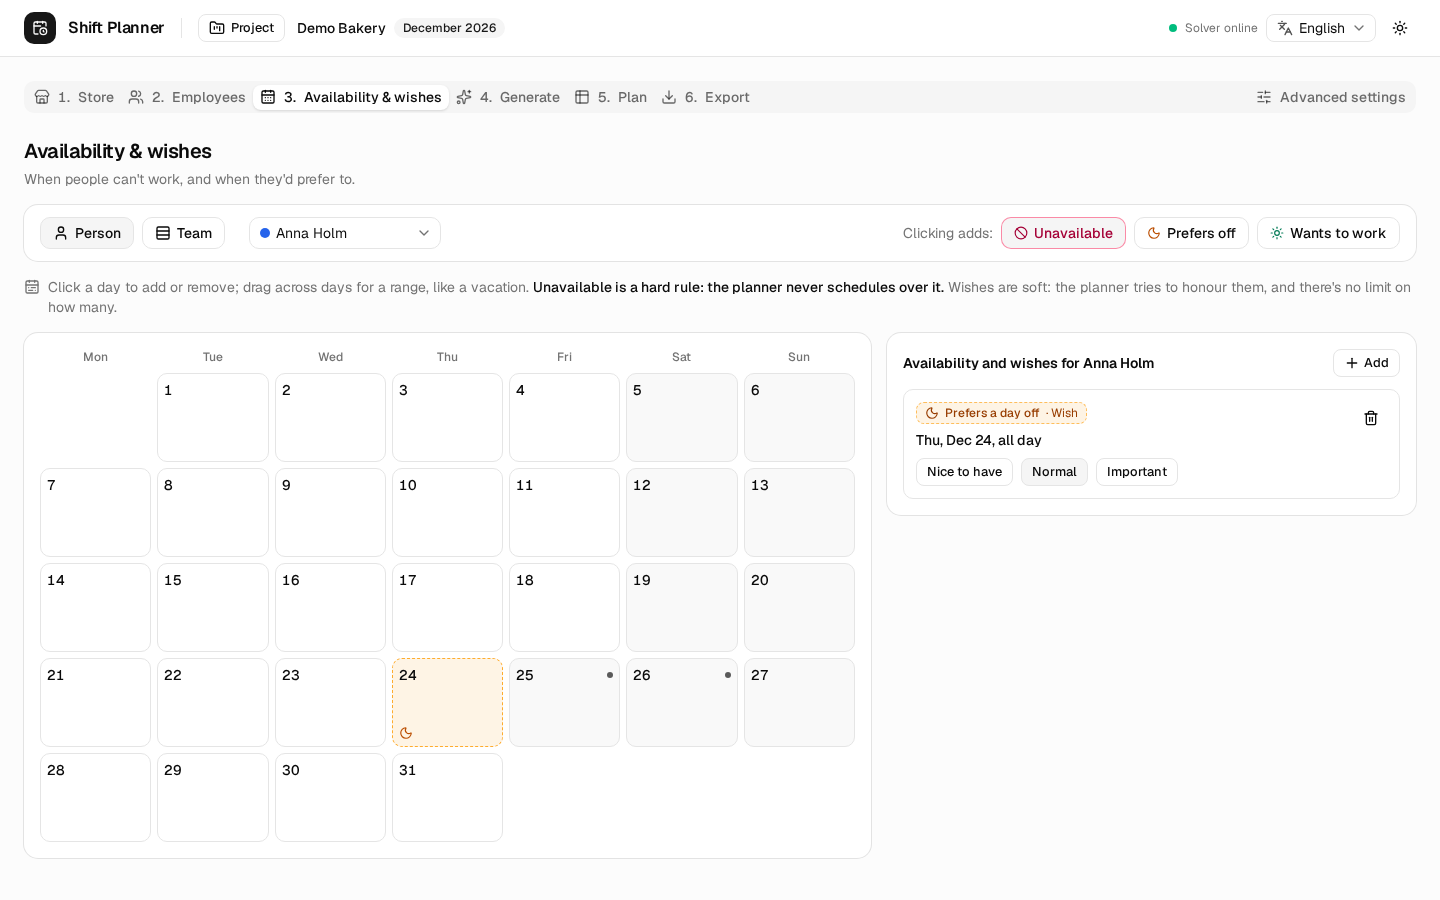 Shift Planner
Project
Demo Bakery
December 2026
Solver online
English
1. Store
2. Employees
3. Availability & wishes
4. Generate
5. Plan
6. Export
Advanced settings
Availability & wishes
When people can't work, and when they'd prefer to.
Person
Team
Anna Holm
Clicking adds:
Unavailable
Prefers off
Wants to work
Click a day to add or remove; drag across days for a range, like a vacation. Unavailable is a hard rule: the planner never schedules over it. Wishes are soft: the planner tries to honour them, and there's no limit on
how many.
Mon Tue Wed Thu Fri Sat Sun
1 2 3 4 5 6
7 8 9 10 11 12 13
14 15 16 17 18 19 20
21 22 23 24 25 26 27
28 29 30 31
Availability and wishes for Anna Holm
Add
Prefers a day off · Wish
Thu, Dec 24, all day
Nice to have
Normal
Important